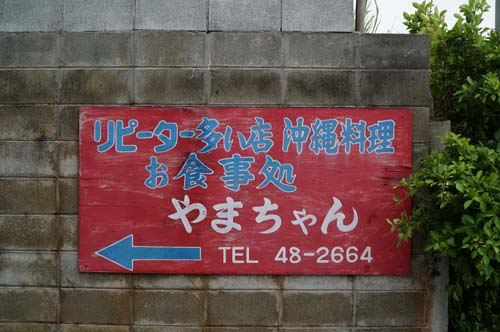 リピーター多い店 沖縄料理
お食事処
やまちゃん
TEL 48-2664